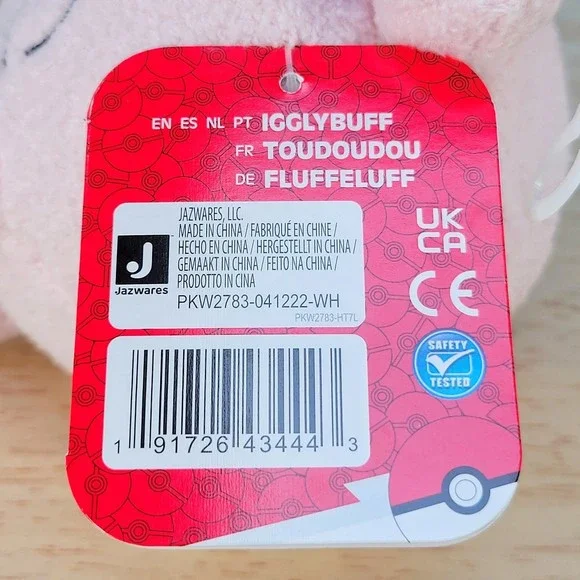 EN ES NL PT IGGLYBUFF
FR TOUDOUDOU
DE FLUFFELUFF
JAZWARES, LLC.
MADE IN CHINA / FABRIQUÉ EN CHINE /
HECHO EN CHINA / HERGESTELLT IN CHINA /
GEMAAKT IN CHINA / FEITO NA CHINA /
PRODOTTO IN CINA
J
Jazwares
PKW2783-041222-WH
PKW2783-HT7L
UK
CA
CE
SAFETY
TESTED
1 91726 43444 3